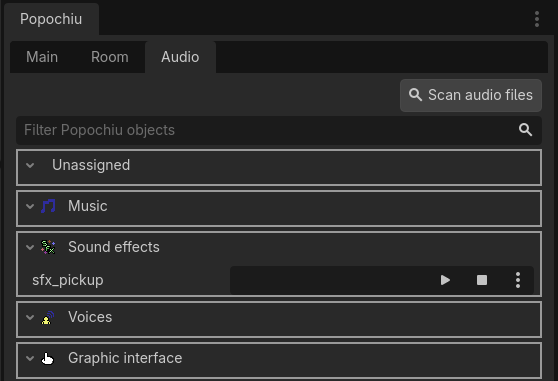 Popochiu
Main Room Audio
Scan audio files
Filter Popochiu objects
Unassigned
Music
Sound effects
sfx_pickup
Voices
Graphic interface